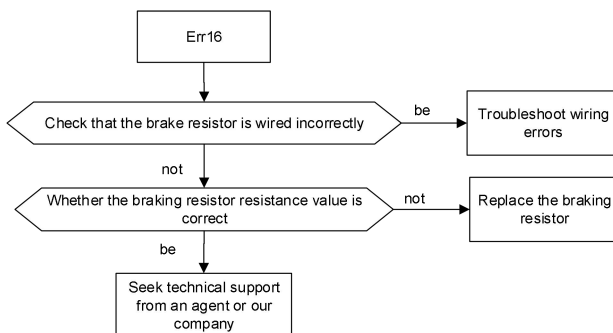 Err16
Check that the brake resistor is wired incorrectly
be
Troubleshoot wiring
errors
not
Whether the braking resistor resistance value is
correct
not
Replace the braking
resistor
be
Seek technical support
from an agent or our
company